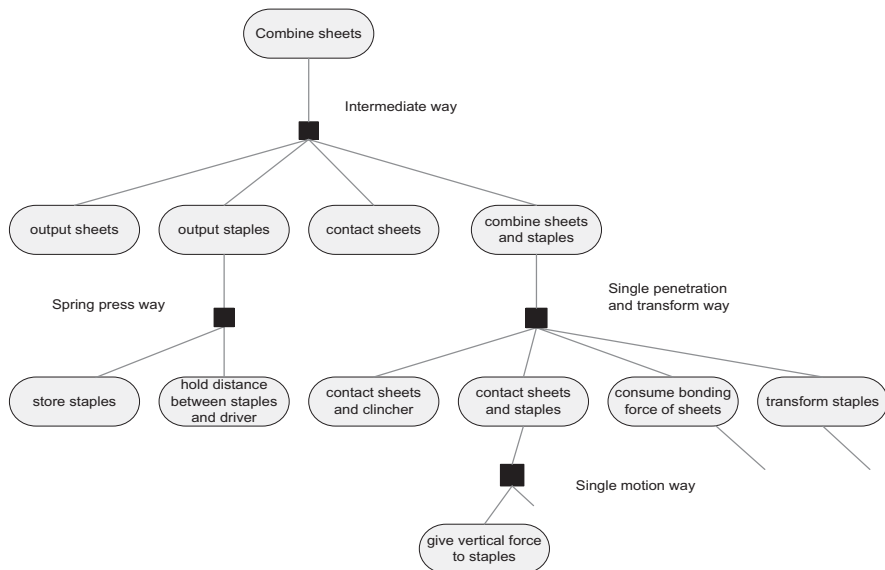 Combine sheets
Intermediate way
output sheets
output staples
contact sheets
combine sheets
and staples
Spring press way
Single penetration
and transform way
store staples
hold distance
between staples
and driver
contact sheets
and clincher
contact sheets
and staples
consume bonding
force of sheets
transform staples
Single motion way
give vertical force
to staples